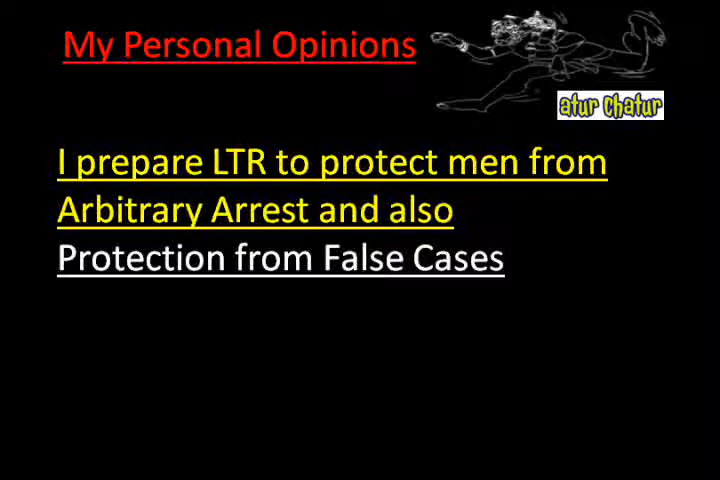 My Personal Opinions
atur chatur
I prepare LTR to protect men from
Arbitrary Arrest and also
Protection from False Cases